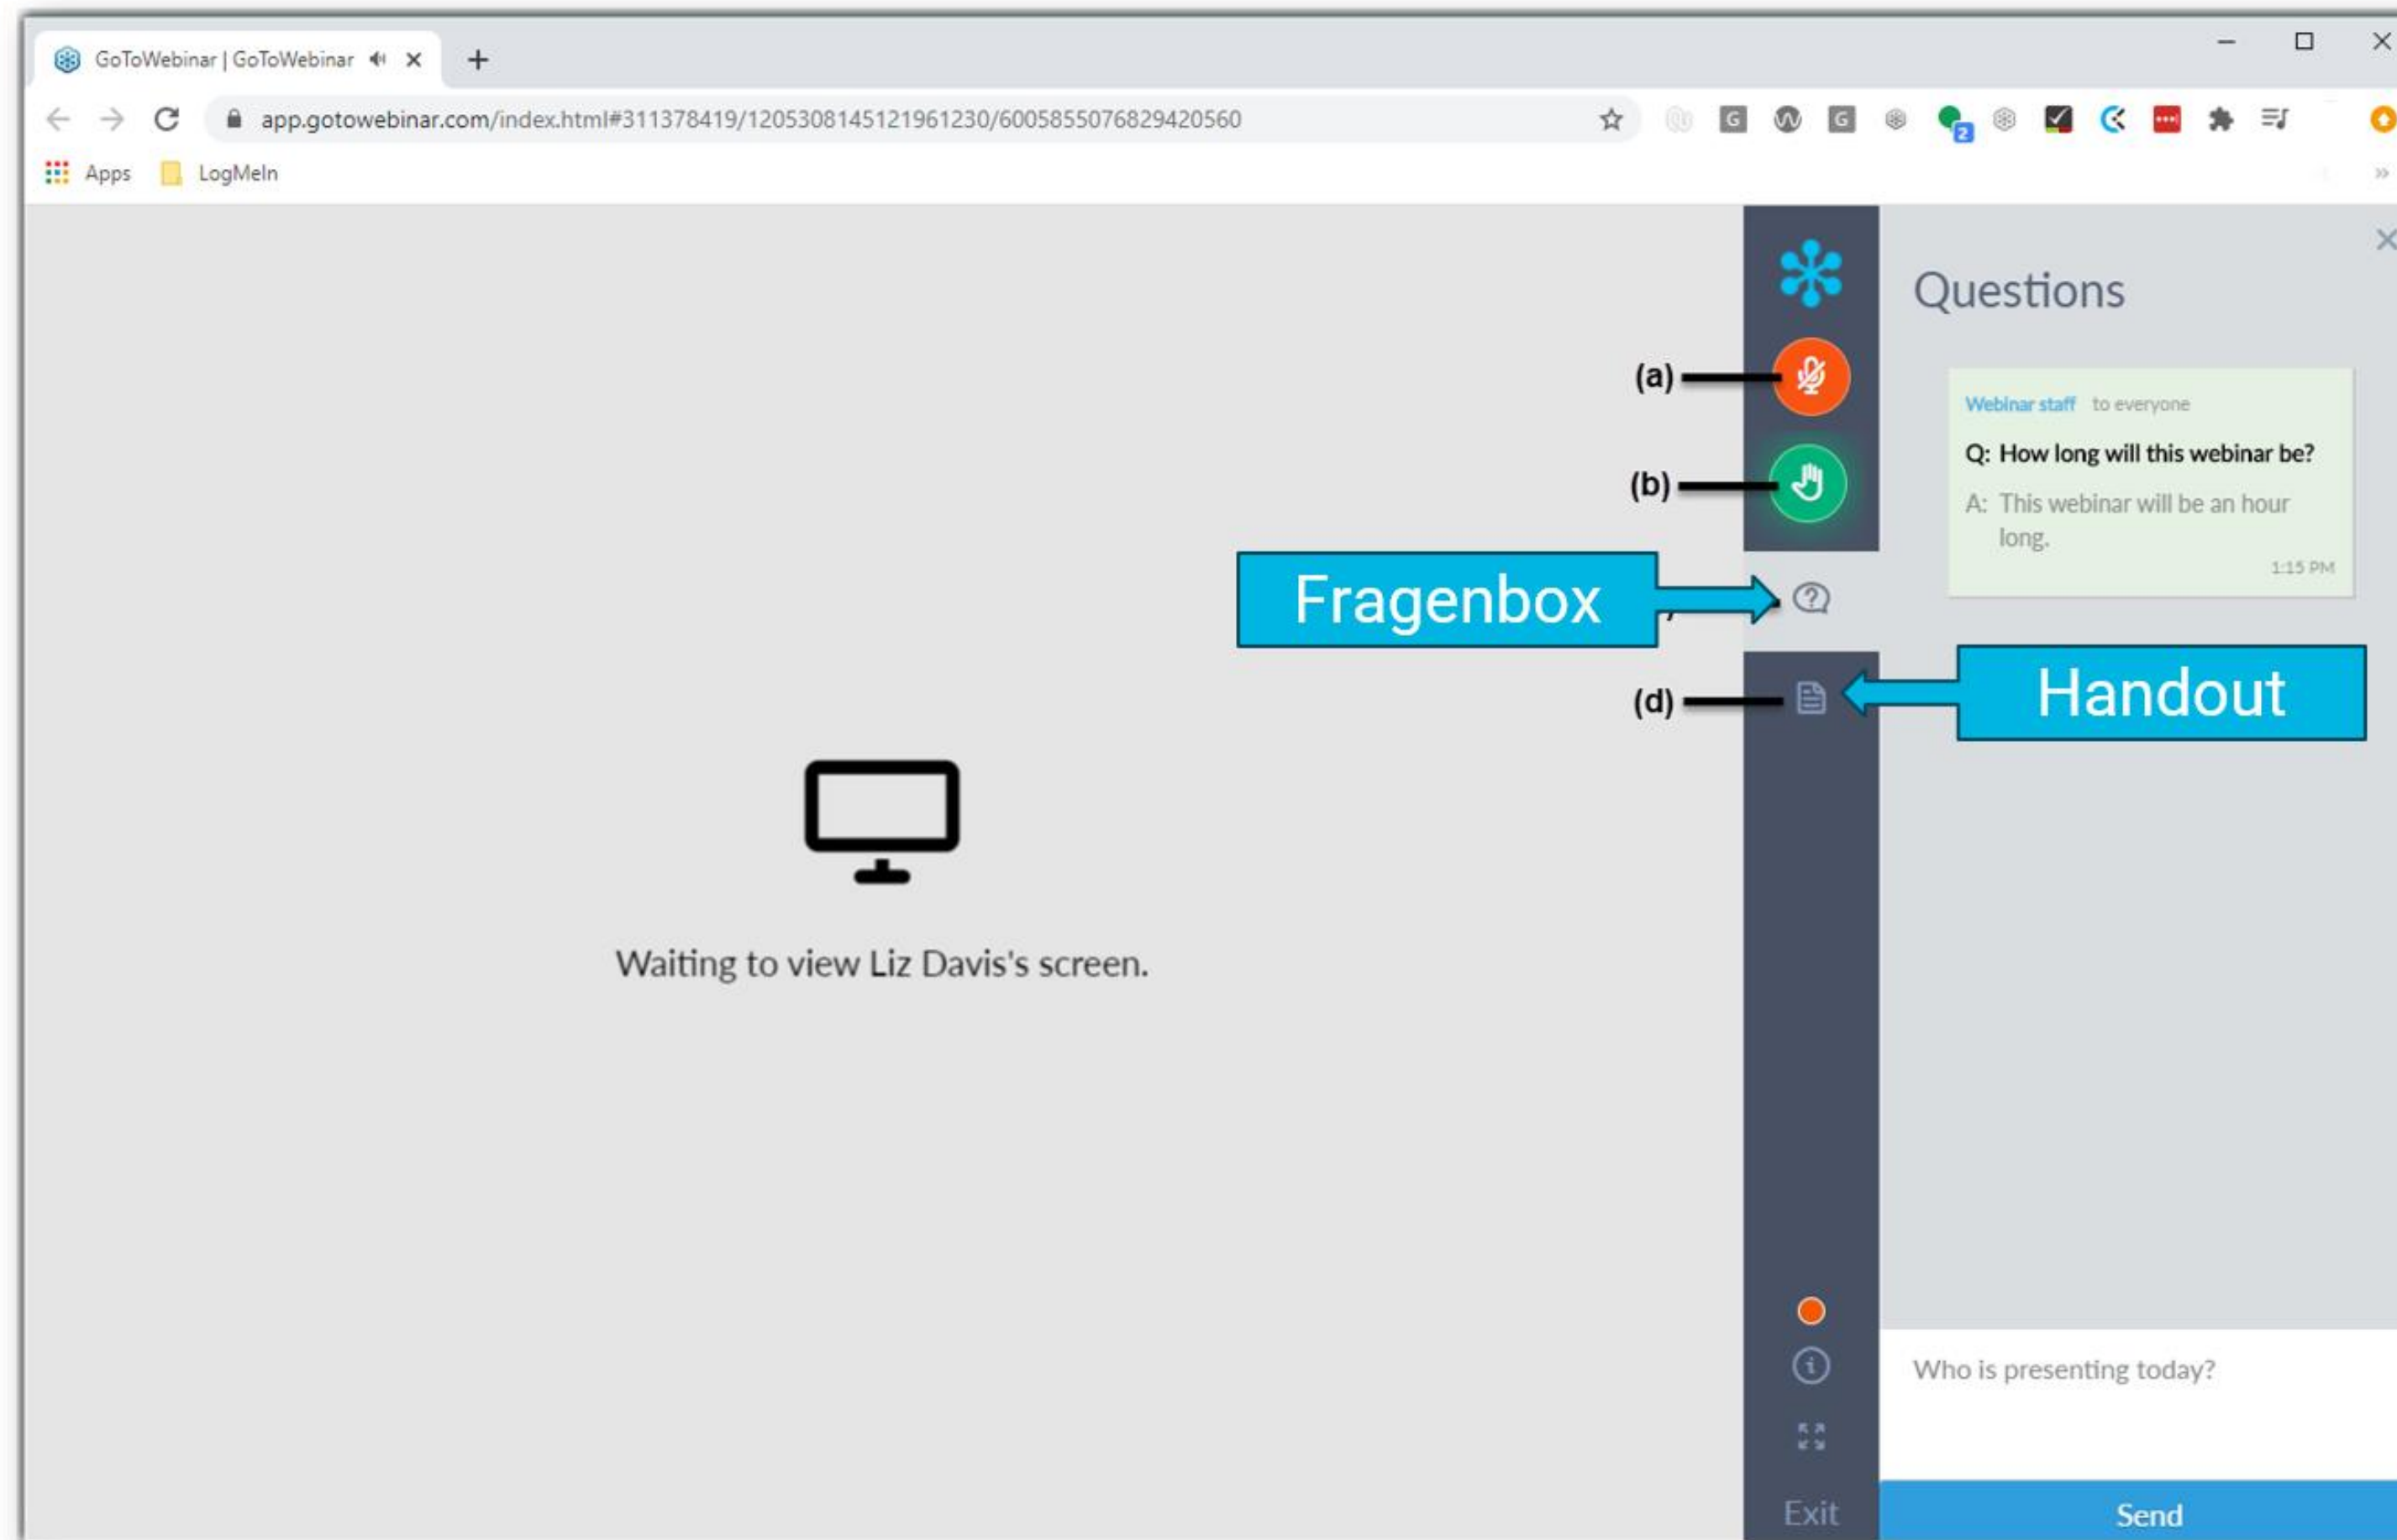 GoToWebinar | GoToWebinar
app.gotowebinar.com/index.html#311378419/1205308145121961230/6005855076829420560
G
G
2
Apps
LogMeIn
Questions
(a)
Webinar staff to everyone
Q: How long will this webinar be?
(b)
A: This webinar will be an hour
long.
1:15 PM
Fragenbox
Handout
(d)
Waiting to view Liz Davis's screen.
Who is presenting today?
Exit
Send